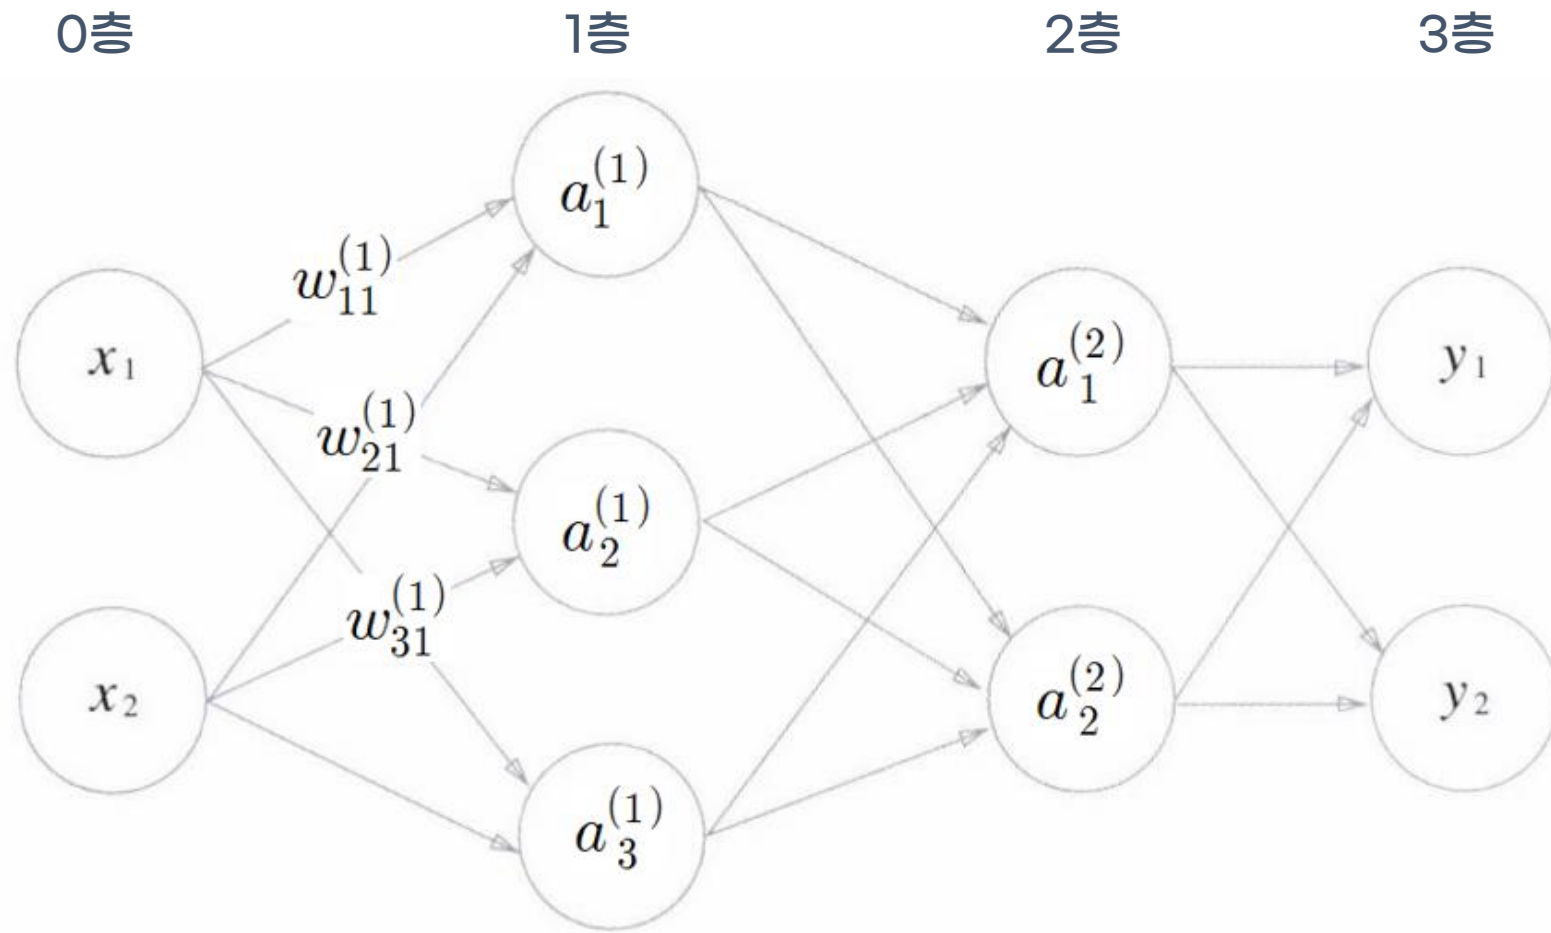 0층 1층 2층 3층
a_1^{(1)}
w_{11}^{(1)}
x_1
a_1^{(2)}
y_1
w_{21}^{(1)}
a_2^{(1)}
w_{31}^{(1)}
x_2
a_2^{(2)}
y_2
a_3^{(1)}